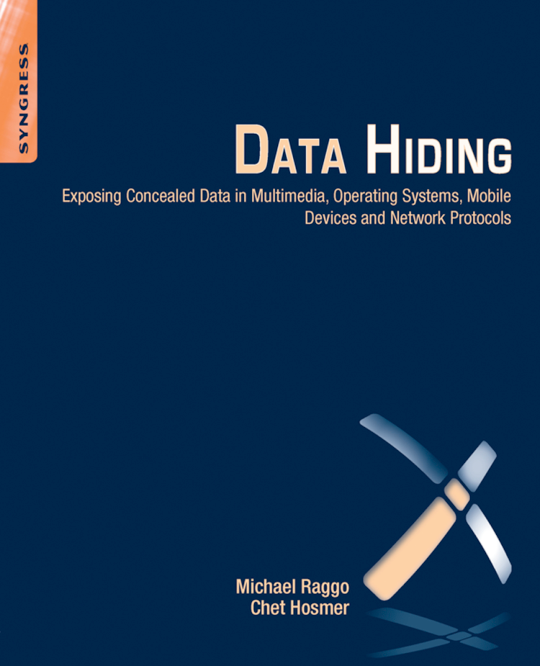 SYNGRESS
DATA HIDING
Exposing Concealed Data in Multimedia, Operating Systems, Mobile
Devices and Network Protocols
Michael Raggo
Chet Hosmer